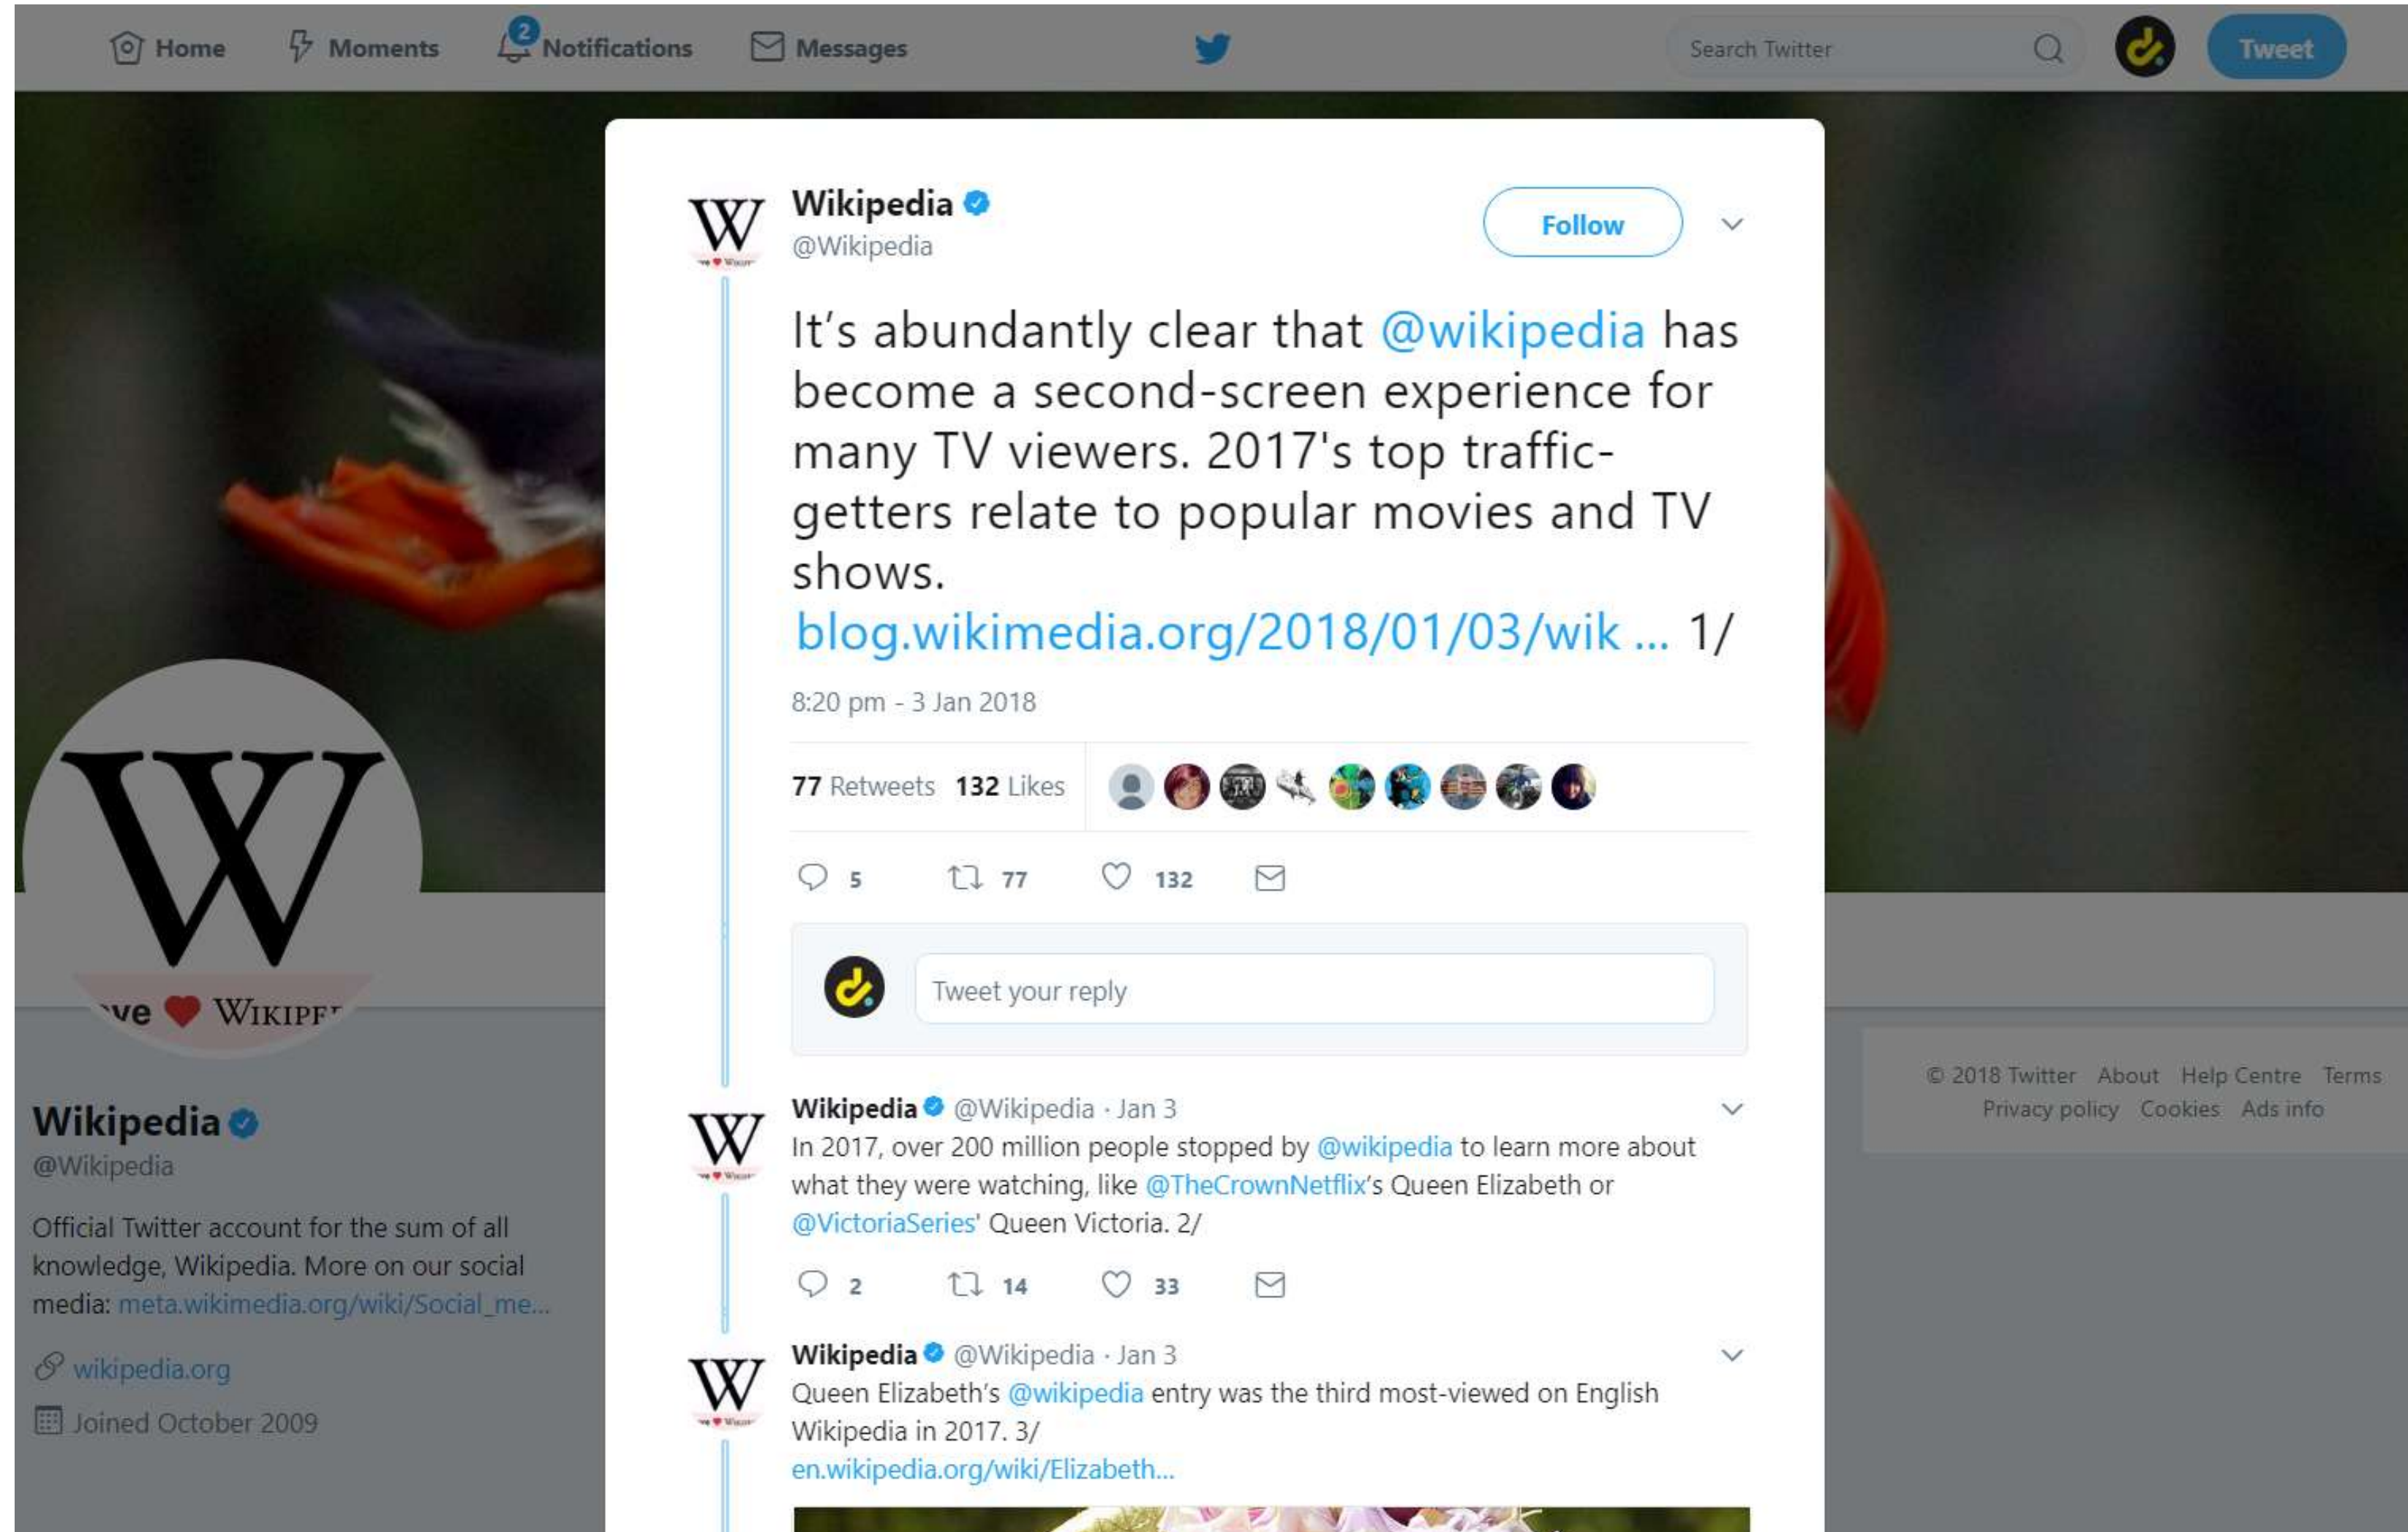 Home
Moments
2
Notifications
Messages
Search Twitter
Tweet
Wikipedia
@Wikipedia
Follow
It’s abundantly clear that @wikipedia has
become a second-screen experience for
many TV viewers. 2017's top traffic-
getters relate to popular movies and TV
shows.
blog.wikimedia.org/2018/01/03/wik ... 1/
8:20 pm - 3 Jan 2018
77 Retweets 132 Likes
5 77 132
Tweet your reply
Wikipedia @Wikipedia · Jan 3
In 2017, over 200 million people stopped by @wikipedia to learn more about
what they were watching, like @TheCrownNetflix’s Queen Elizabeth or
@VictoriaSeries' Queen Victoria. 2/
2 14 33
Wikipedia @Wikipedia · Jan 3
Queen Elizabeth’s @wikipedia entry was the third most-viewed on English
Wikipedia in 2017. 3/
en.wikipedia.org/wiki/Elizabeth...
W
ve WIKIPE
Wikipedia
@Wikipedia
Official Twitter account for the sum of all
knowledge, Wikipedia. More on our social
media: meta.wikimedia.org/wiki/Social_me...
wikipedia.org
Joined October 2009
© 2018 Twitter About Help Centre Terms
Privacy policy Cookies Ads info